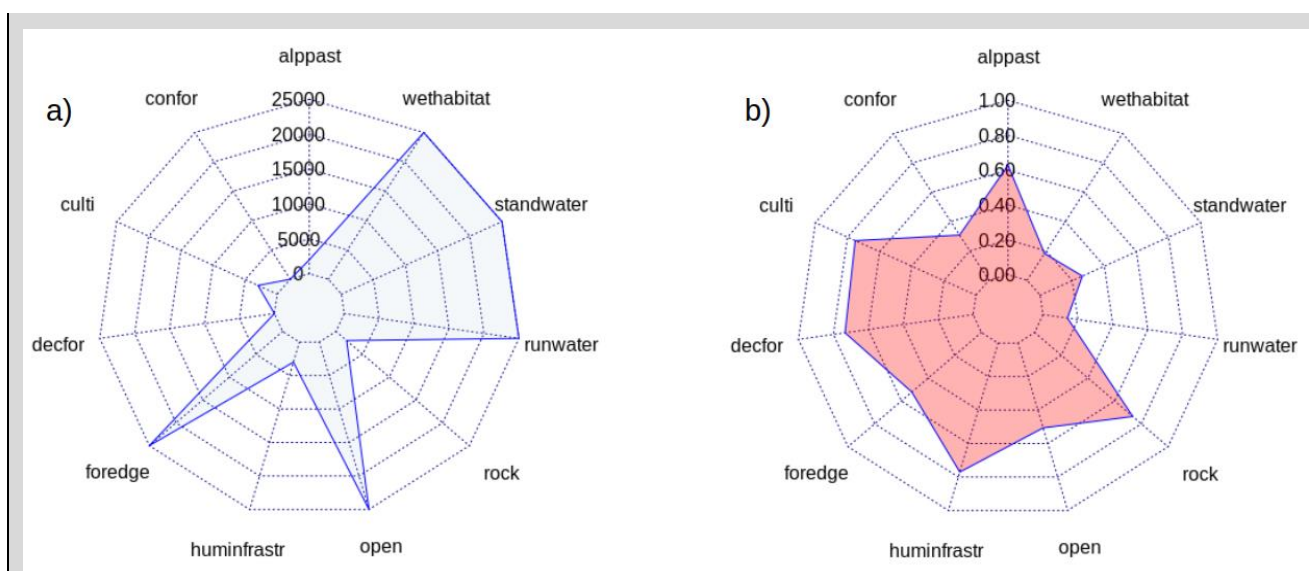 a)
alppast
confor
wethabitat
25000
20000
15000
10000
5000
0
culti
standwater
decfor
runwater
foredge
rock
huminfrastr
open
b)
alppast
confor
wethabitat
1.00
0.80
0.60
0.40
0.20
0.00
culti
standwater
decfor
runwater
foredge
rock
huminfrastr
open